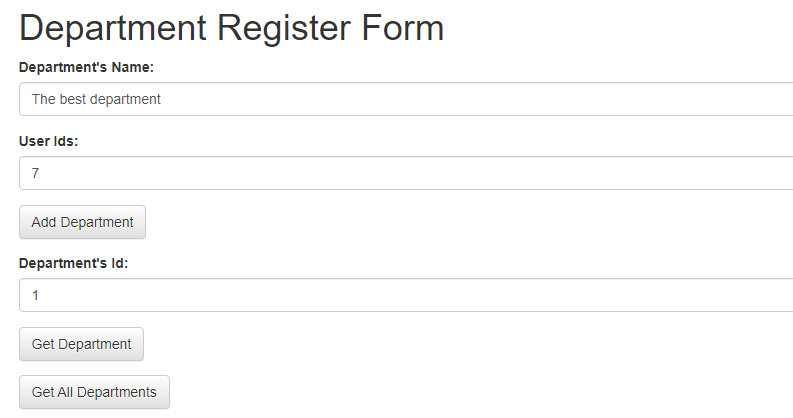 Department Register Form
Department's Name:
The best department
User Ids:
7
Add Department
Department's Id:
1
Get Department
Get All Departments